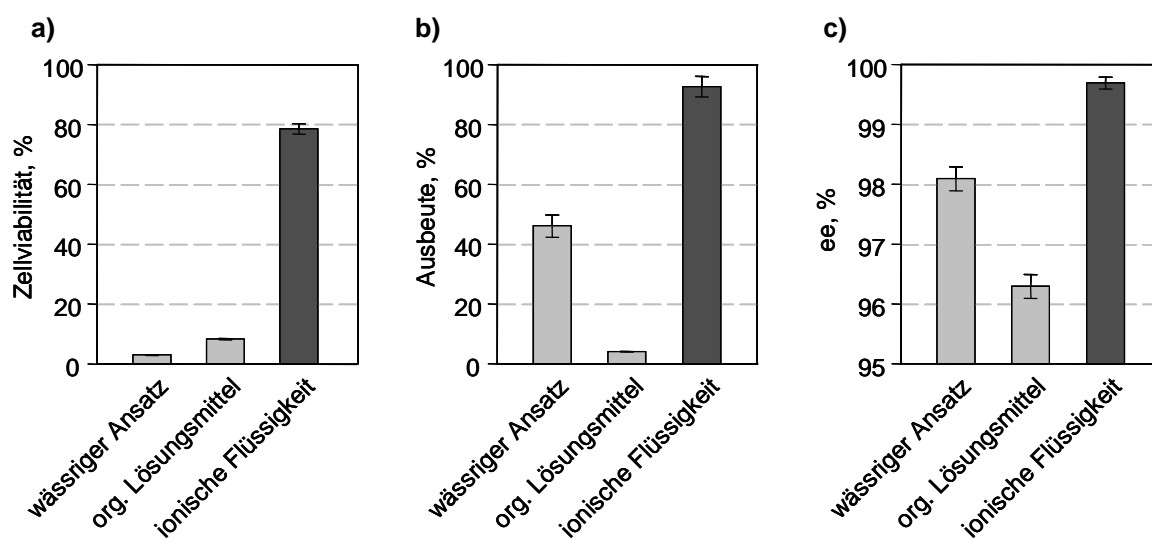 a)
Zellviabilität, %
100
80
60
40
20
0
wässriger Ansatz
org. Lösungsmittel
ionische Flüssigkeit
b)
Ausbeute, %
100
80
60
40
20
0
wässriger Ansatz
org. Lösungsmittel
ionische Flüssigkeit
c)
ee, %
100
99
98
97
96
95
wässriger Ansatz
org. Lösungsmittel
ionische Flüssigkeit